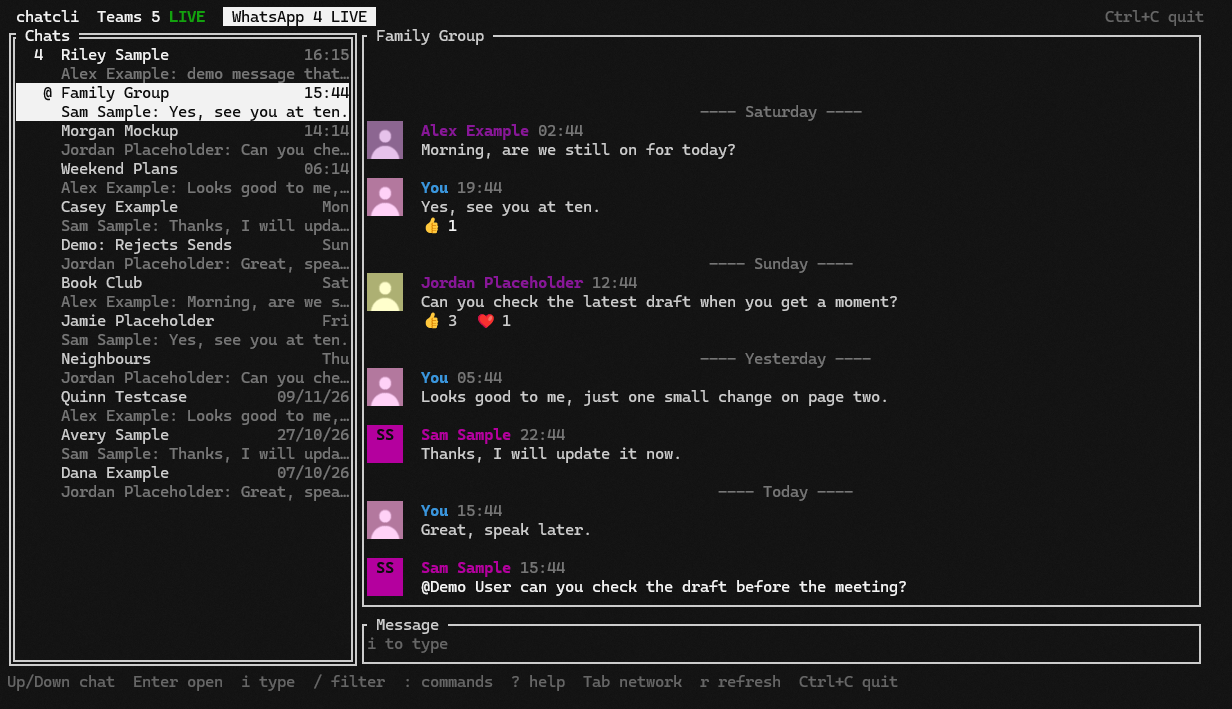 chatcli  Teams 5 LIVE  WhatsApp 4 LIVE  Ctrl+C quit
Chats
4 Riley Sample 16:15
Alex Example: demo message that…
@ Family Group 15:44
Sam Sample: Yes, see you at ten.
Morgan Mockup 14:14
Jordan Placeholder: Can you che…
Weekend Plans 06:14
Alex Example: Looks good to me,…
Casey Example Mon
Sam Sample: Thanks, I will upda…
Demo: Rejects Sends Sun
Jordan Placeholder: Great, spea…
Book Club Sat
Alex Example: Morning, are we s…
Jamie Placeholder Fri
Sam Sample: Yes, see you at ten.
Neighbours Thu
Jordan Placeholder: Can you che…
Quinn Testcase 09/11/26
Alex Example: Looks good to me,…
Avery Sample 27/10/26
Sam Sample: Thanks, I will upda…
Dana Example 07/10/26
Jordan Placeholder: Great, spea…
Family Group
---- Saturday ----
Alex Example 02:44
Morning, are we still on for today?
You 19:44
Yes, see you at ten.
👍 1
---- Sunday ----
Jordan Placeholder 12:44
Can you check the latest draft when you get a moment?
👍 3 ❤️ 1
---- Yesterday ----
You 05:44
Looks good to me, just one small change on page two.
SS Sam Sample 22:44
Thanks, I will update it now.
---- Today ----
You 15:44
Great, speak later.
SS Sam Sample 15:44
@Demo User can you check the draft before the meeting?
Message
i to type
Up/Down chat  Enter open  i type  / filter  : commands  ? help  Tab network  r refresh  Ctrl+C quit